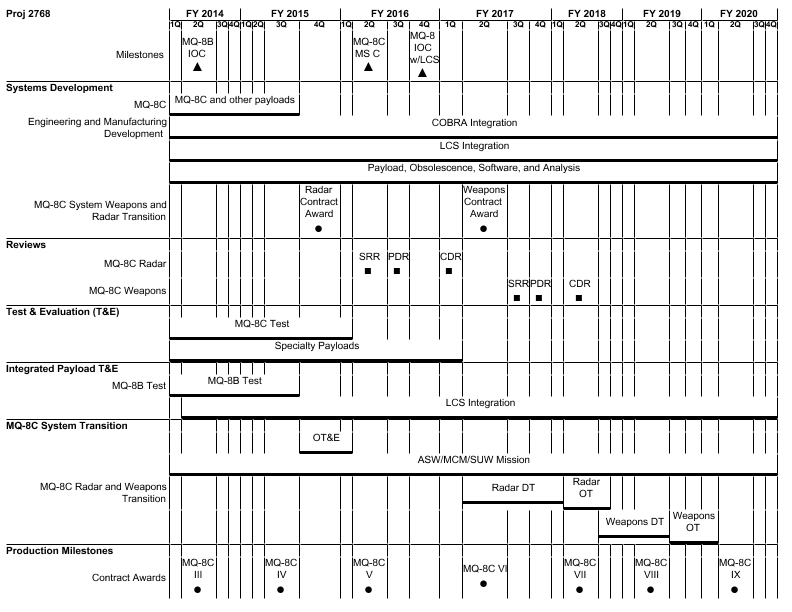 Proj 2768
FY 2014 FY 2015 FY 2016 FY 2017 FY 2018 FY 2019 FY 2020
1Q 2Q 3Q 4Q 1Q 2Q 3Q 4Q 1Q 2Q 3Q 4Q 1Q 2Q 3Q 4Q 1Q 2Q 3Q 4Q 1Q 2Q 3Q 4Q 1Q 2Q 3Q 4Q
Milestones
MQ-8B
IOC
MQ-8C
MS C
MQ-8
IOC
w/LCS
Systems Development
MQ-8C
MQ-8C and other payloads
Engineering and Manufacturing
Development
COBRA Integration
LCS Integration
Payload, Obsolescence, Software, and Analysis
MQ-8C System Weapons and
Radar Transition
Radar
Contract
Award
Weapons
Contract
Award
Reviews
MQ-8C Radar
SRR PDR CDR
MQ-8C Weapons
SRR PDR CDR
Test & Evaluation (T&E)
MQ-8C Test
Specialty Payloads
Integrated Payload T&E
MQ-8B Test
MQ-8B Test
LCS Integration
MQ-8C System Transition
OT&E
ASW/MCM/SUW Mission
MQ-8C Radar and Weapons
Transition
Radar DT
Radar
OT
Weapons DT
Weapons
OT
Production Milestones
Contract Awards
MQ-8C
III
MQ-8C
IV
MQ-8C
V
MQ-8C VI
MQ-8C
VII
MQ-8C
VIII
MQ-8C
IX